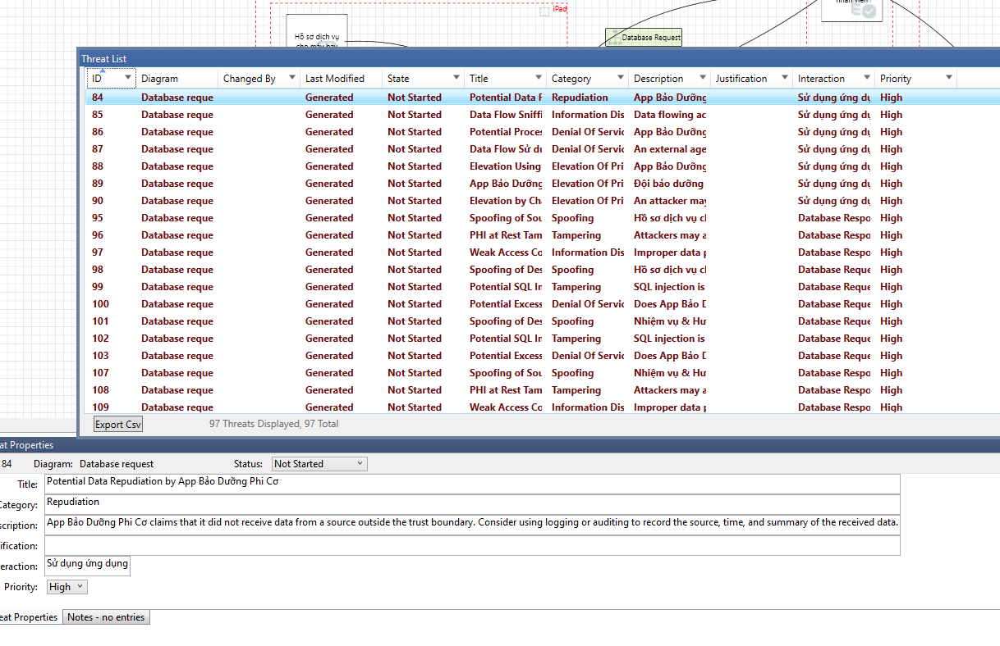 iPad
nhân viên
Hồ sơ dịch vụ
cho máy bay
Database Request
Threat List
ID Diagram Changed By Last Modified State Title Category Description Justification Interaction Priority
84 Database reque Generated Not Started Potential Data F Repudiation App Bảo Dưỡng Sử dụng ứng dụ High
85 Database reque Generated Not Started Data Flow Sniffi Information Dis Data flowing ac Sử dụng ứng dụ High
86 Database reque Generated Not Started Potential Proces Denial Of Servic App Bảo Dưỡng Sử dụng ứng dụ High
87 Database reque Generated Not Started Data Flow Sử dụ Denial Of Servic An external age Sử dụng ứng dụ High
88 Database reque Generated Not Started Elevation Using Elevation Of Pri App Bảo Dưỡng Sử dụng ứng dụ High
89 Database reque Generated Not Started App Bảo Dưỡng Elevation Of Pri Đội bảo dưỡng Sử dụng ứng dụ High
90 Database reque Generated Not Started Elevation by Cha Elevation Of Pri An attacker may Sử dụng ứng dụ High
95 Database reque Generated Not Started Spoofing of Sou Spoofing Hồ sơ dịch vụ cl Database Respo High
96 Database reque Generated Not Started PHI at Rest Tam Tampering Attackers may a Database Respo High
97 Database reque Generated Not Started Weak Access Co Information Dis Improper data p Database Respo High
98 Database reque Generated Not Started Spoofing of Des Spoofing Hồ sơ dịch vụ cl Database Reque High
99 Database reque Generated Not Started Potential SQL In Tampering SQL injection is Database Reque High
100 Database reque Generated Not Started Potential Excess Denial Of Servic Does App Bảo D Database Reque High
101 Database reque Generated Not Started Spoofing of Des Spoofing Nhiệm vụ & Hư Database Reque High
102 Database reque Generated Not Started Potential SQL In Tampering SQL injection is Database Reque High
103 Database reque Generated Not Started Potential Excess Denial Of Servic Does App Bảo D Database Reque High
107 Database reque Generated Not Started Spoofing of Sou Spoofing Nhiệm vụ & Hư Database Respo High
108 Database reque Generated Not Started PHI at Rest Tam Tampering Attackers may a Database Respo High
109 Database reque Generated Not Started Weak Access Co Information Dis Improper data p Database Respo High
Export Csv 97 Threats Displayed, 97 Total
at Properties
84 Diagram: Database request Status: Not Started
Title: Potential Data Repudiation by App Bảo Dưỡng Phi Cơ
Category: Repudiation
scription: App Bảo Dưỡng Phi Cơ claims that it did not receive data from a source outside the trust boundary. Consider using logging or auditing to record the source, time, and summary of the received data.
ification:
eraction: Sử dụng ứng dụng
Priority: High
eat Properties Notes - no entries